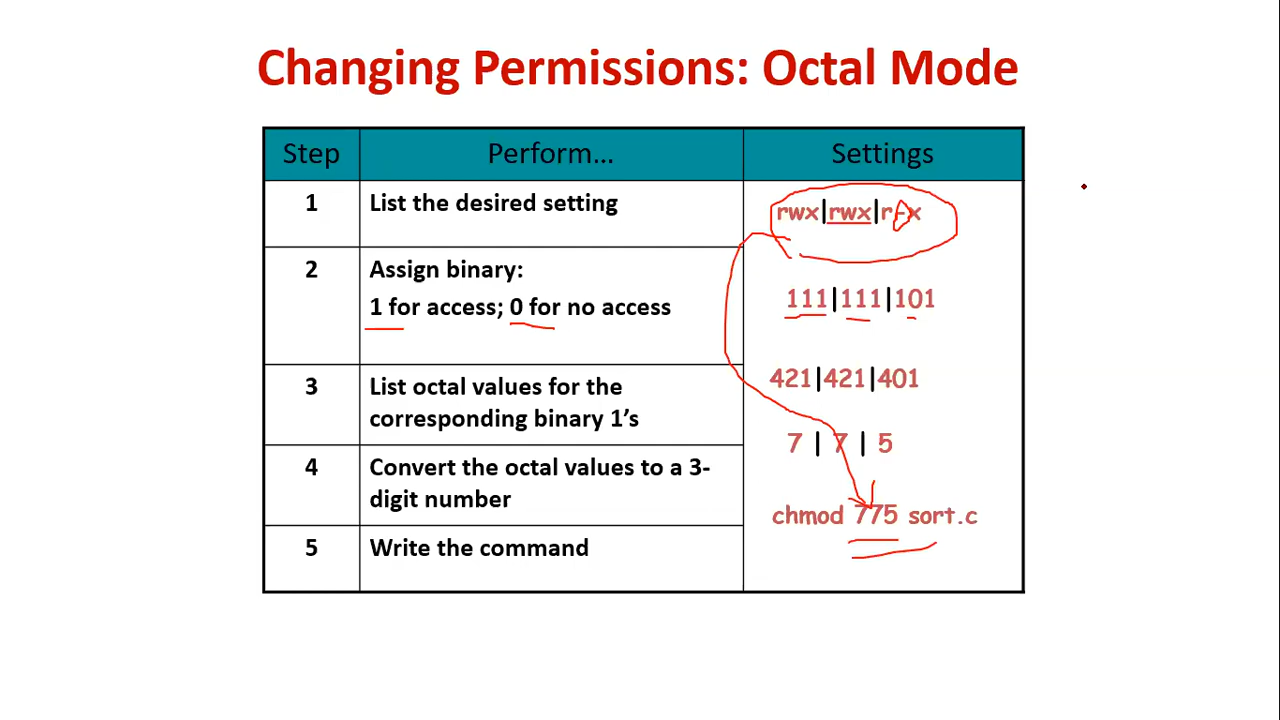 Changing Permissions: Octal Mode
Step Perform... Settings
1 List the desired setting rwx|rwx|r-x
2 Assign binary:
1 for access; 0 for no access 111|111|101
3 List octal values for the 421|421|401
corresponding binary 1's
4 Convert the octal values to a 3- 7 | 7 | 5
digit number
chmod 775 sort.c
5 Write the command